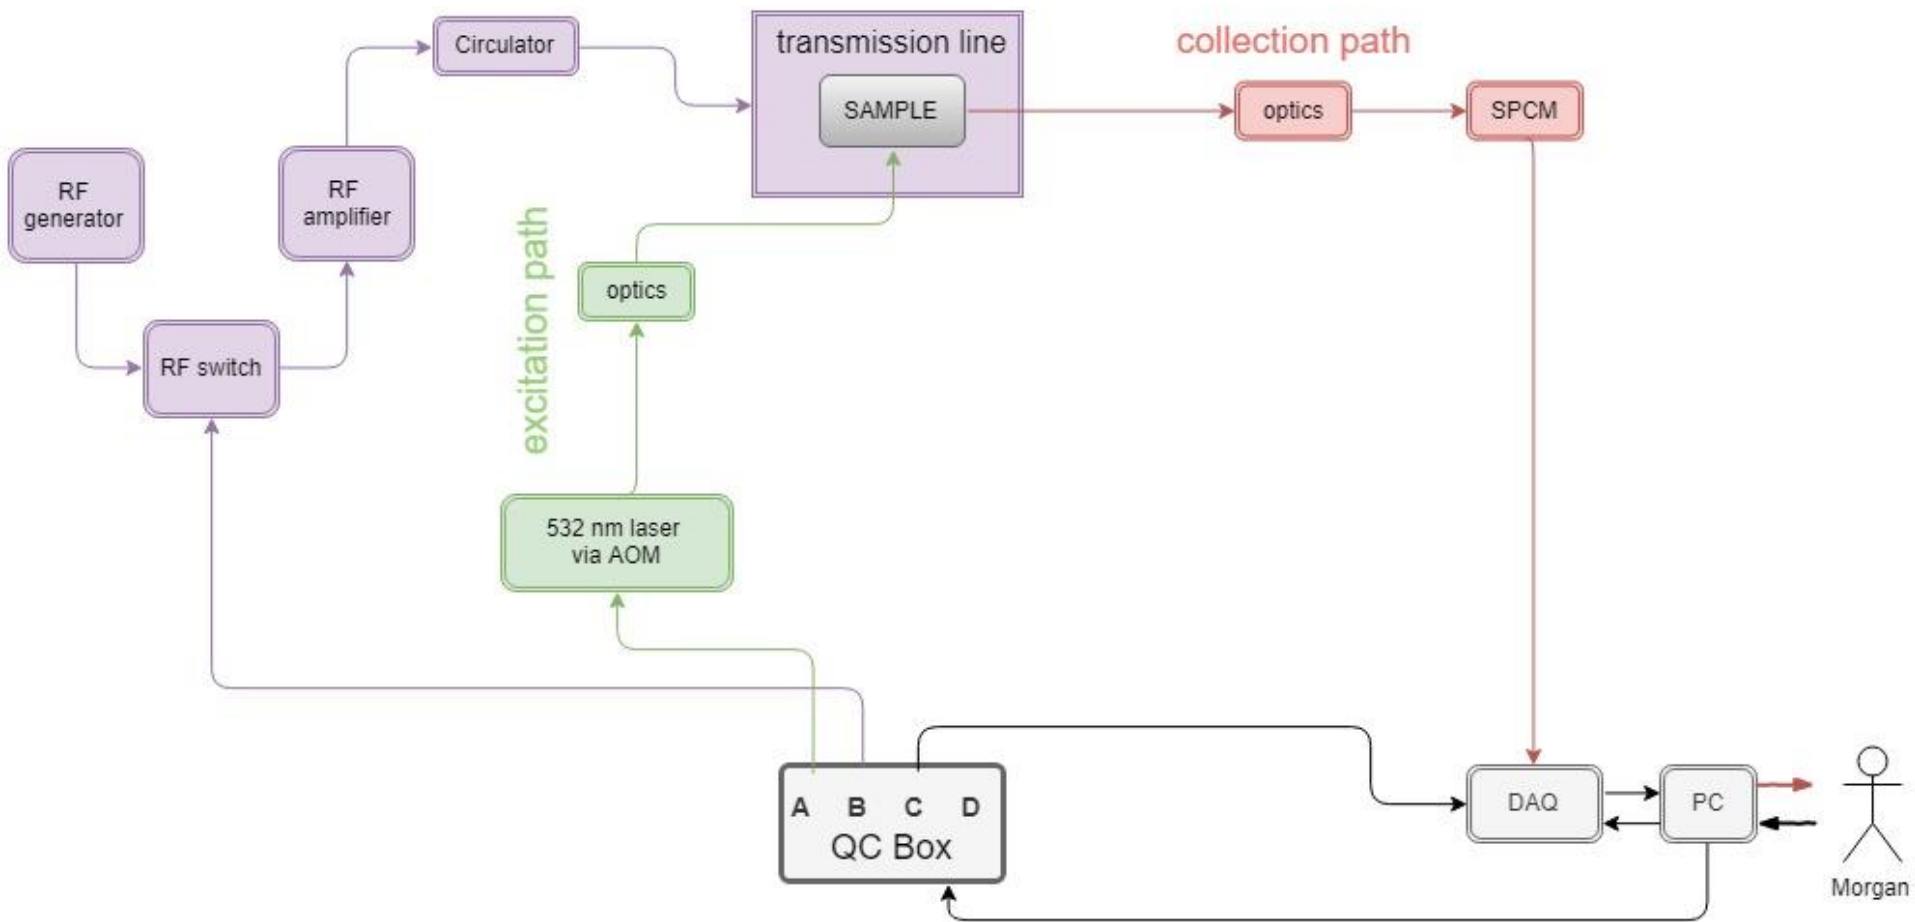 transmission line
SAMPLE
collection path
optics
SPCM
Circulator
RF
generator
RF
amplifier
RF switch
excitation path
optics
532 nm laser
via AOM
A B C D
QC Box
DAQ
PC
Morgan